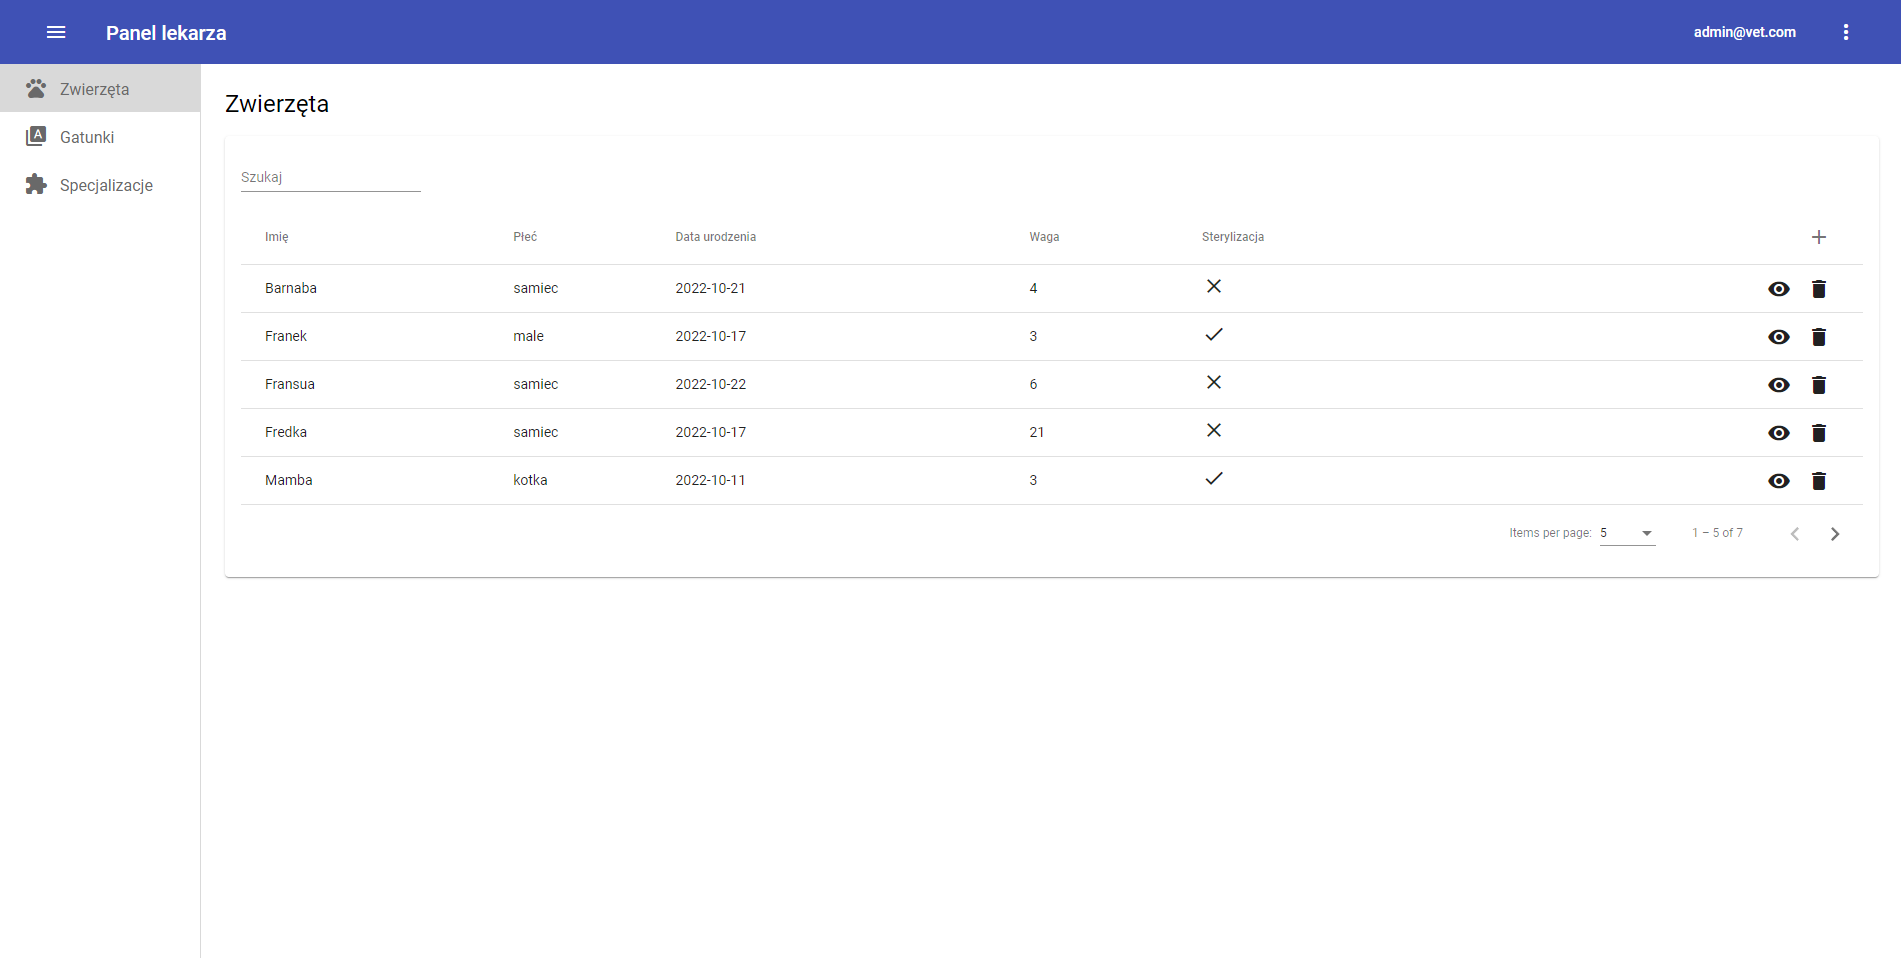 Panel lekarza
admin@vet.com
Zwierzęta
Gatunki
Specjalizacje
Zwierzęta
Szukaj
Imię Płeć Data urodzenia Waga Sterylizacja
Barnaba samiec 2022-10-21 4
Franek male 2022-10-17 3
Fransua samiec 2022-10-22 6
Fredka samiec 2022-10-17 21
Mamba kotka 2022-10-11 3
Items per page: 5 1 – 5 of 7